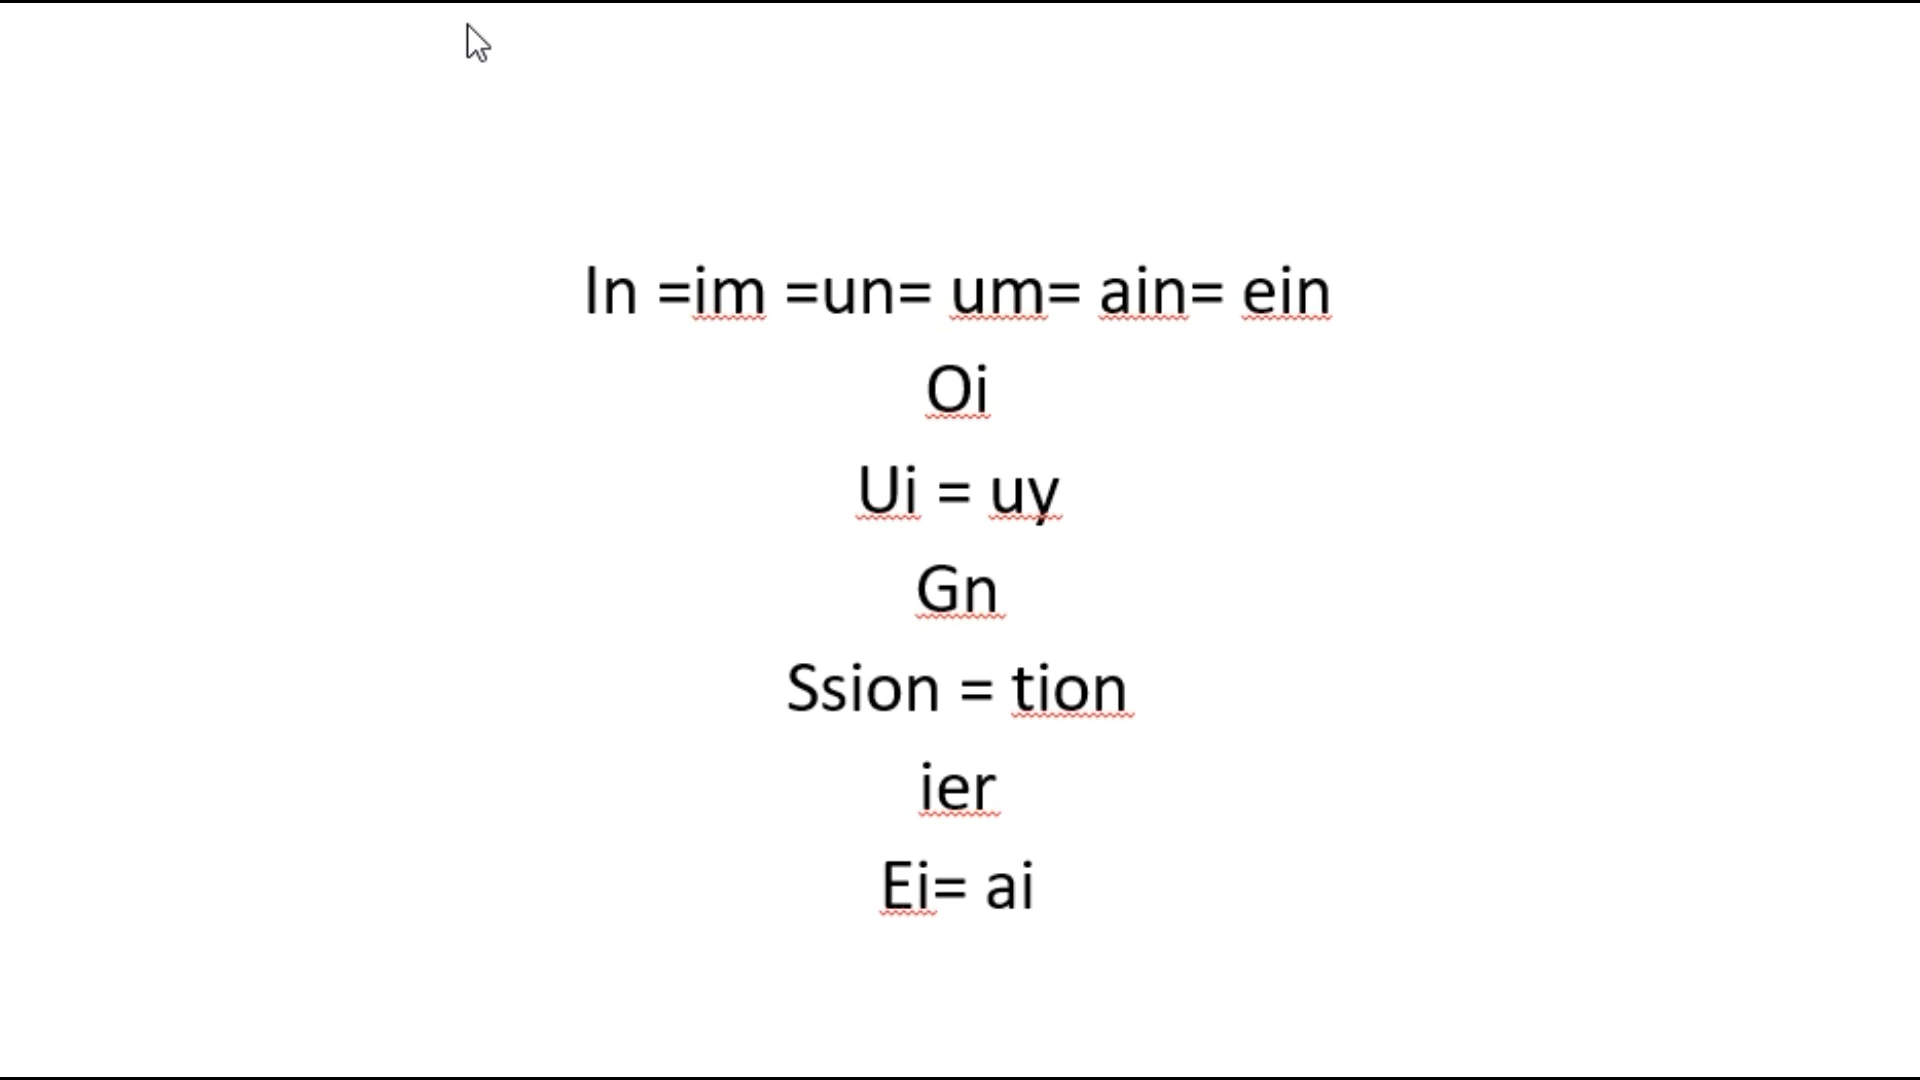 In =im =un= um= ain= ein
Oi
Ui = uy
Gn
Ssion = tion
ier
Ei= ai